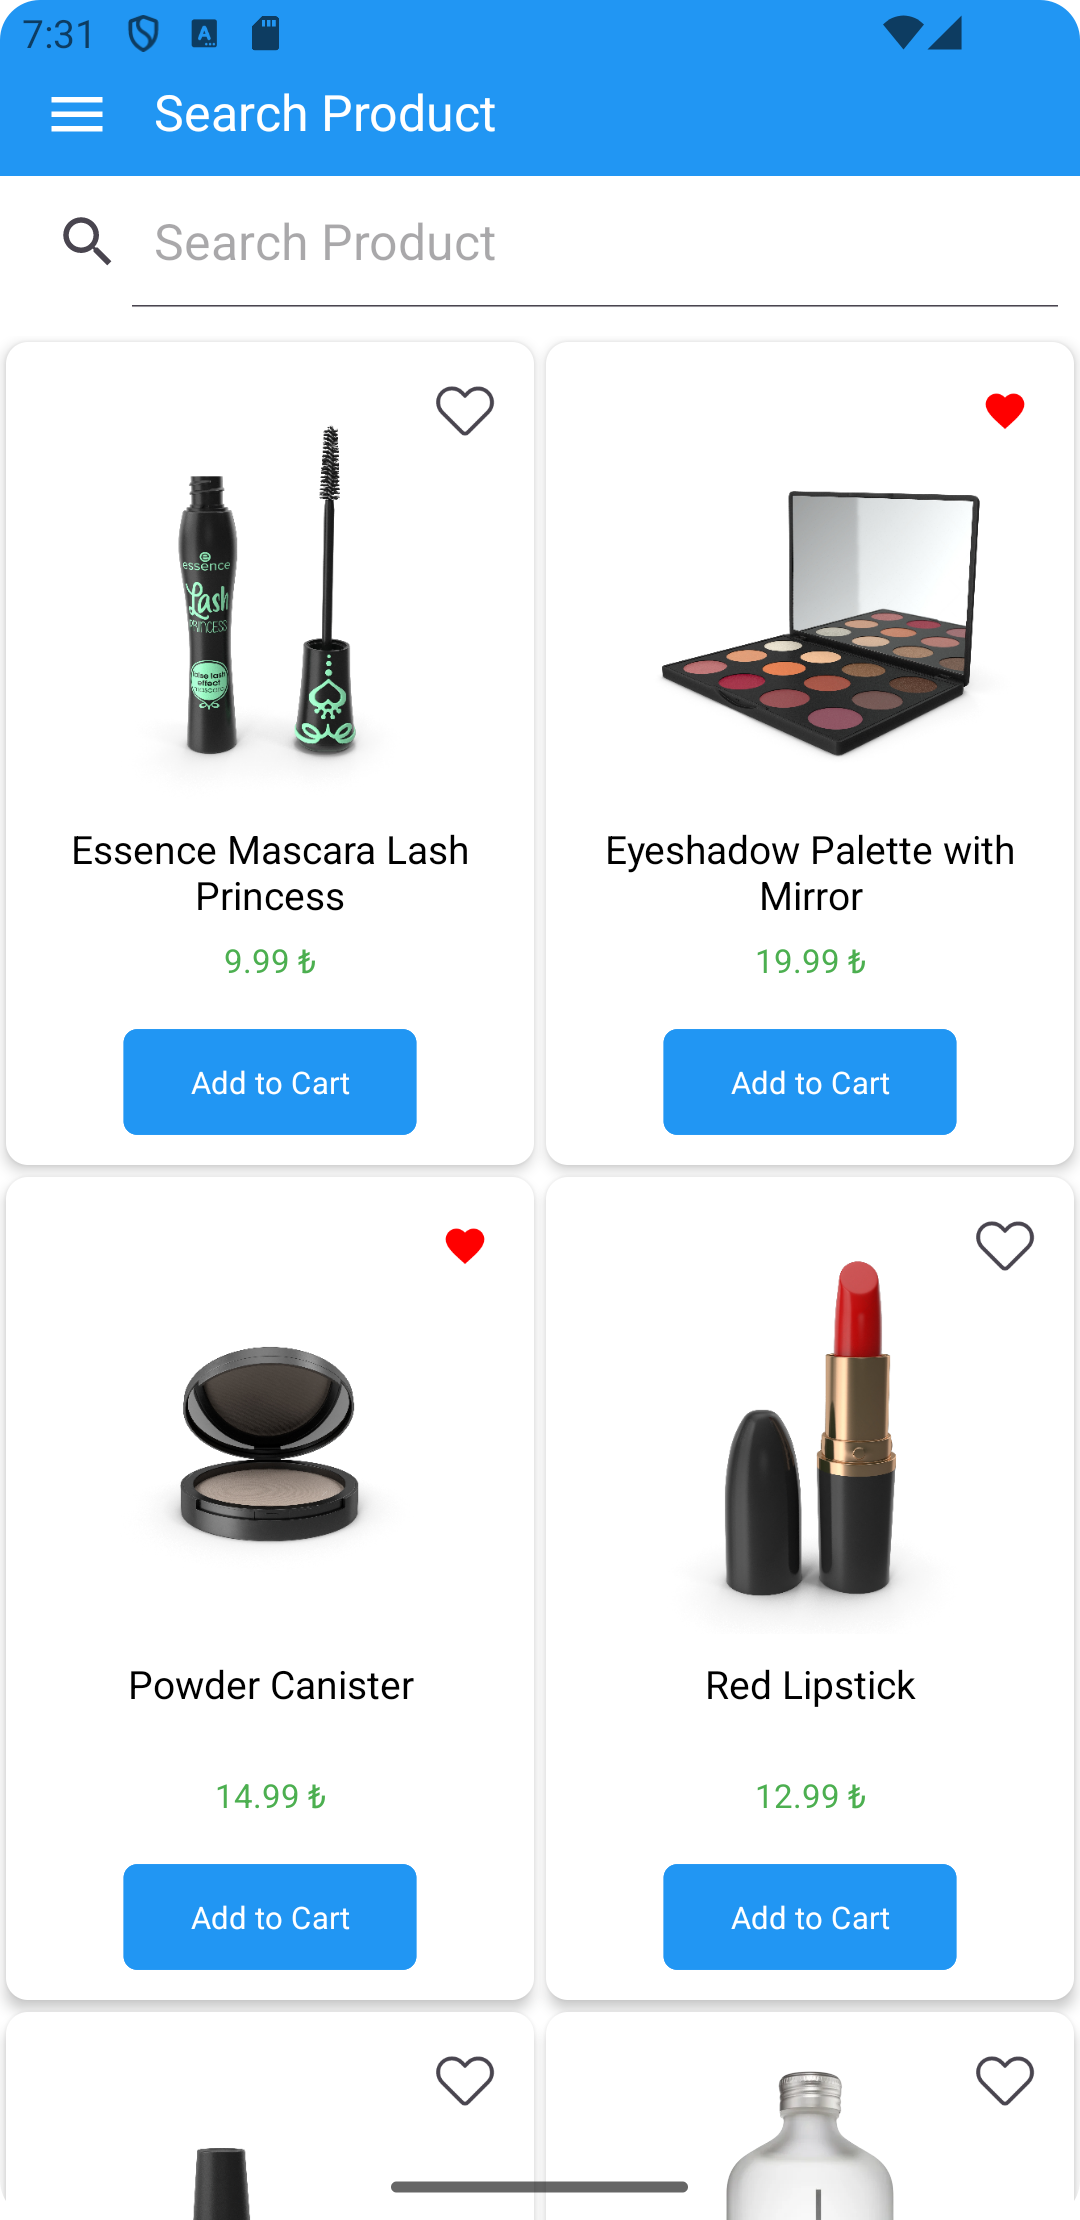 7:31
Search Product
Search Product
essence
Lash
PRINCESS
false lash
effect
mascara
Essence Mascara Lash
Princess
9.99 ₺
Add to Cart
Eyeshadow Palette with
Mirror
19.99 ₺
Add to Cart
Powder Canister
14.99 ₺
Add to Cart
Red Lipstick
12.99 ₺
Add to Cart